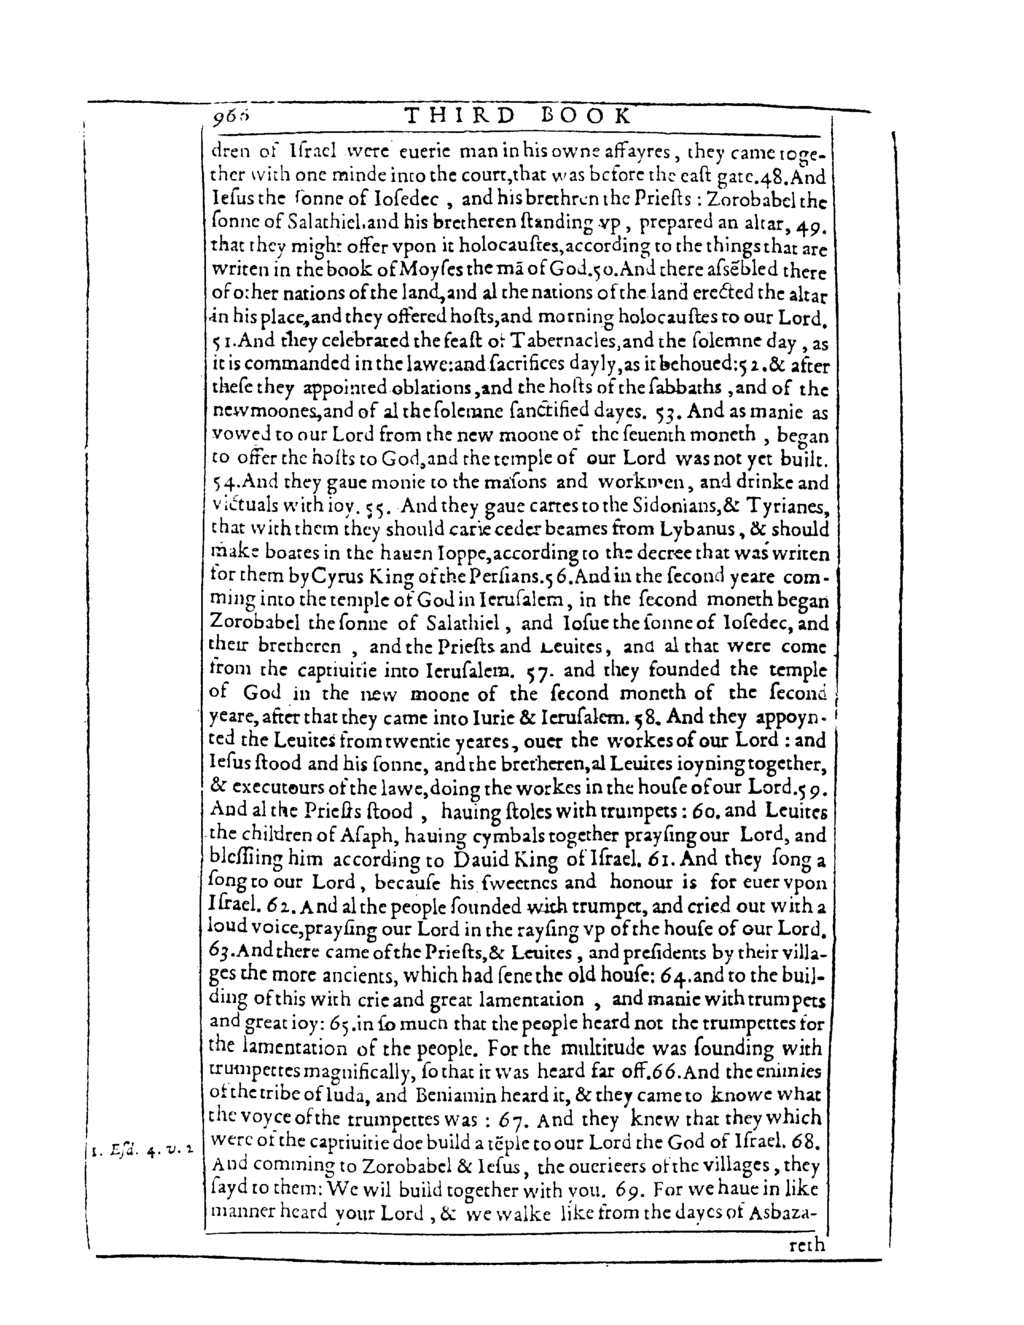 966 THIRD BOOK
dren of Iſrael were euerie man in his owne affayres, they came toge-
ther with one minde into the court,that was before the eaſt gate.48.And
Ieſus the ſonne of Ioſedec , and his brethren the Prieſts : Zorobabel the
ſonne of Salathiel.and his bretheren ſtanding vp , prepared an altar, 49.
that they might offer vpon it holocauſtes,according to the things that are
writen in the book of Moyſes the mā of God.50.And there aſsēbled there
of other nations of the land,and al the nations of the land erected the altar
in his place,and they offered hoſts,and morning holocauſtes to our Lord.
51.And they celebrated the feaſt of Tabernacles,and the ſolemne day , as
it is commanded in the lawe:and ſacrifices dayly,as it behoued:52.& after
theſe they appointed oblations ,and the hoſts of the ſabbaths ,and of the
newmoones,and of al the ſolemne ſanctified dayes. 53. And as manie as
vowed to our Lord from the new moone of the ſeuenth moneth , began
to offer the hoſts to God,and the temple of our Lord was not yet built.
54.And they gaue monie to the maſons and workmen, and drinke and
victuals with ioy. 55. And they gaue cartes to the Sidonians,& Tyrianes,
that with them they should carie ceder beames from Lybanus , & should
make boates in the hauen Ioppe,according to the decree that was writen
for them by Cyrus King of the Perſians.56.And in the ſecond yeare com-
ming into the temple of God in Ieruſalem, in the ſecond moneth began
Zorobabel the ſonne of Salathiel, and Ioſue the ſonne of Ioſedec, and
their bretheren , and the Prieſts and Leuites, and al that were come
from the captiuitie into Ieruſalem. 57. and they founded the temple
of God in the new moone of the ſecond moneth of the ſecond
yeare, after that they came into Iurie & Ieruſalem. 58. And they appoyn-
ted the Leuites from twentie yeares, ouer the workes of our Lord : and
Ieſus ſtood and his ſonne, and the bretheren,al Leuites ioyning together,
& executours of the lawe,doing the workes in the houſe of our Lord.59.
And al the Prieſts ſtood , hauing ſtoles with trumpets : 60. and Leuites
the children of Aſaph, hauing cymbals together prayſing our Lord, and
bleſſiing him according to Dauid King of Iſrael. 61. And they ſong a
ſong to our Lord, becauſe his ſweetnes and honour is for euer vpon
Iſrael. 62. And al the people ſounded with trumpet, and cried out with a
loud voice,prayſing our Lord in the rayſing vp of the houſe of our Lord.
63.And there came of the Prieſts,& Leuites, and preſidents by their villa-
ges the more ancients, which had ſene the old houſe: 64.and to the buil-
ding of this with crie and great lamentation , and manie with trumpets
and great ioy: 65.in ſo much that the people heard not the trumpettes for
the lamentation of the people. For the multitude was ſounding with
trumpettes magnifically, ſo that it was heard far off.66.And the enimies
of the tribe of Iuda, and Beniamin heard it, & they came to knowe what
the voyce of the trumpettes was : 67. And they knew that they which
1. Eſd. 4. v. 2 were of the captiuitie doe build a tēple to our Lord the God of Iſrael. 68.
And comming to Zorobabel & Ieſus, the oueriers of the villages, they
ſayd to them: We wil build together with you. 69. For we haue in like
manner heard your Lord , & we walke like from the dayes of Asbaza-
reth